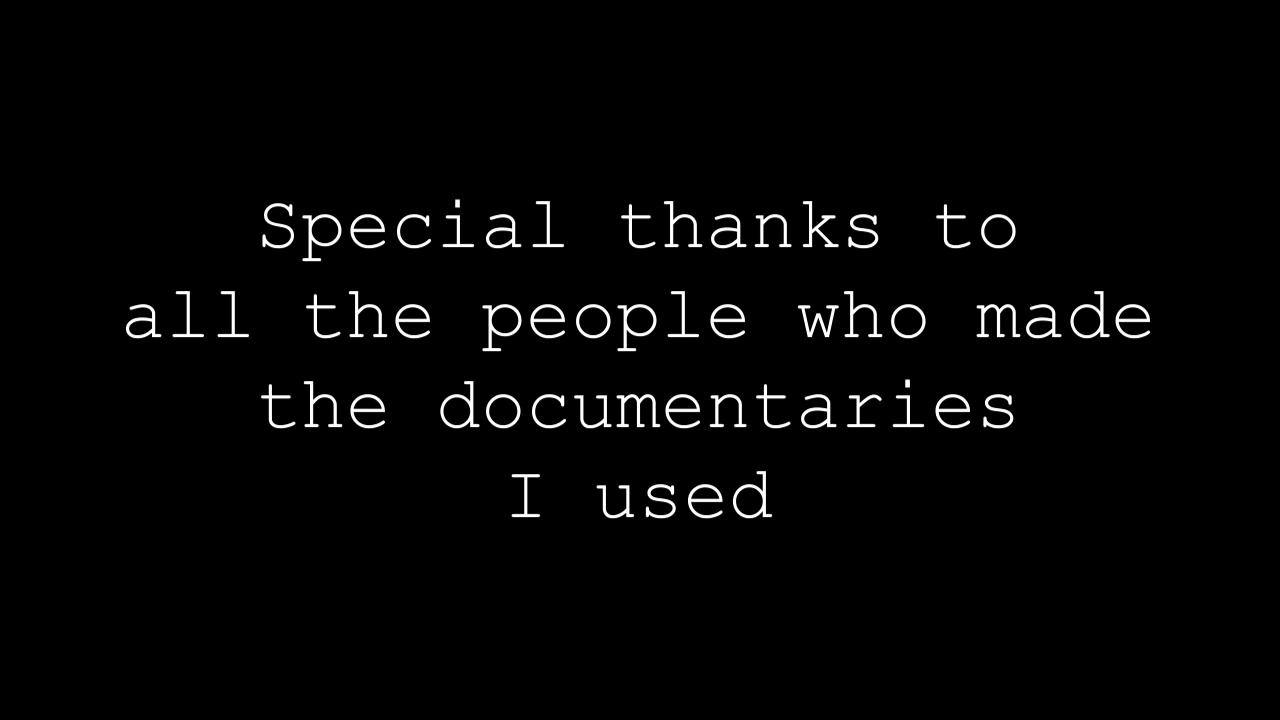 Special thanks to
all the people who made
the documentaries
I used